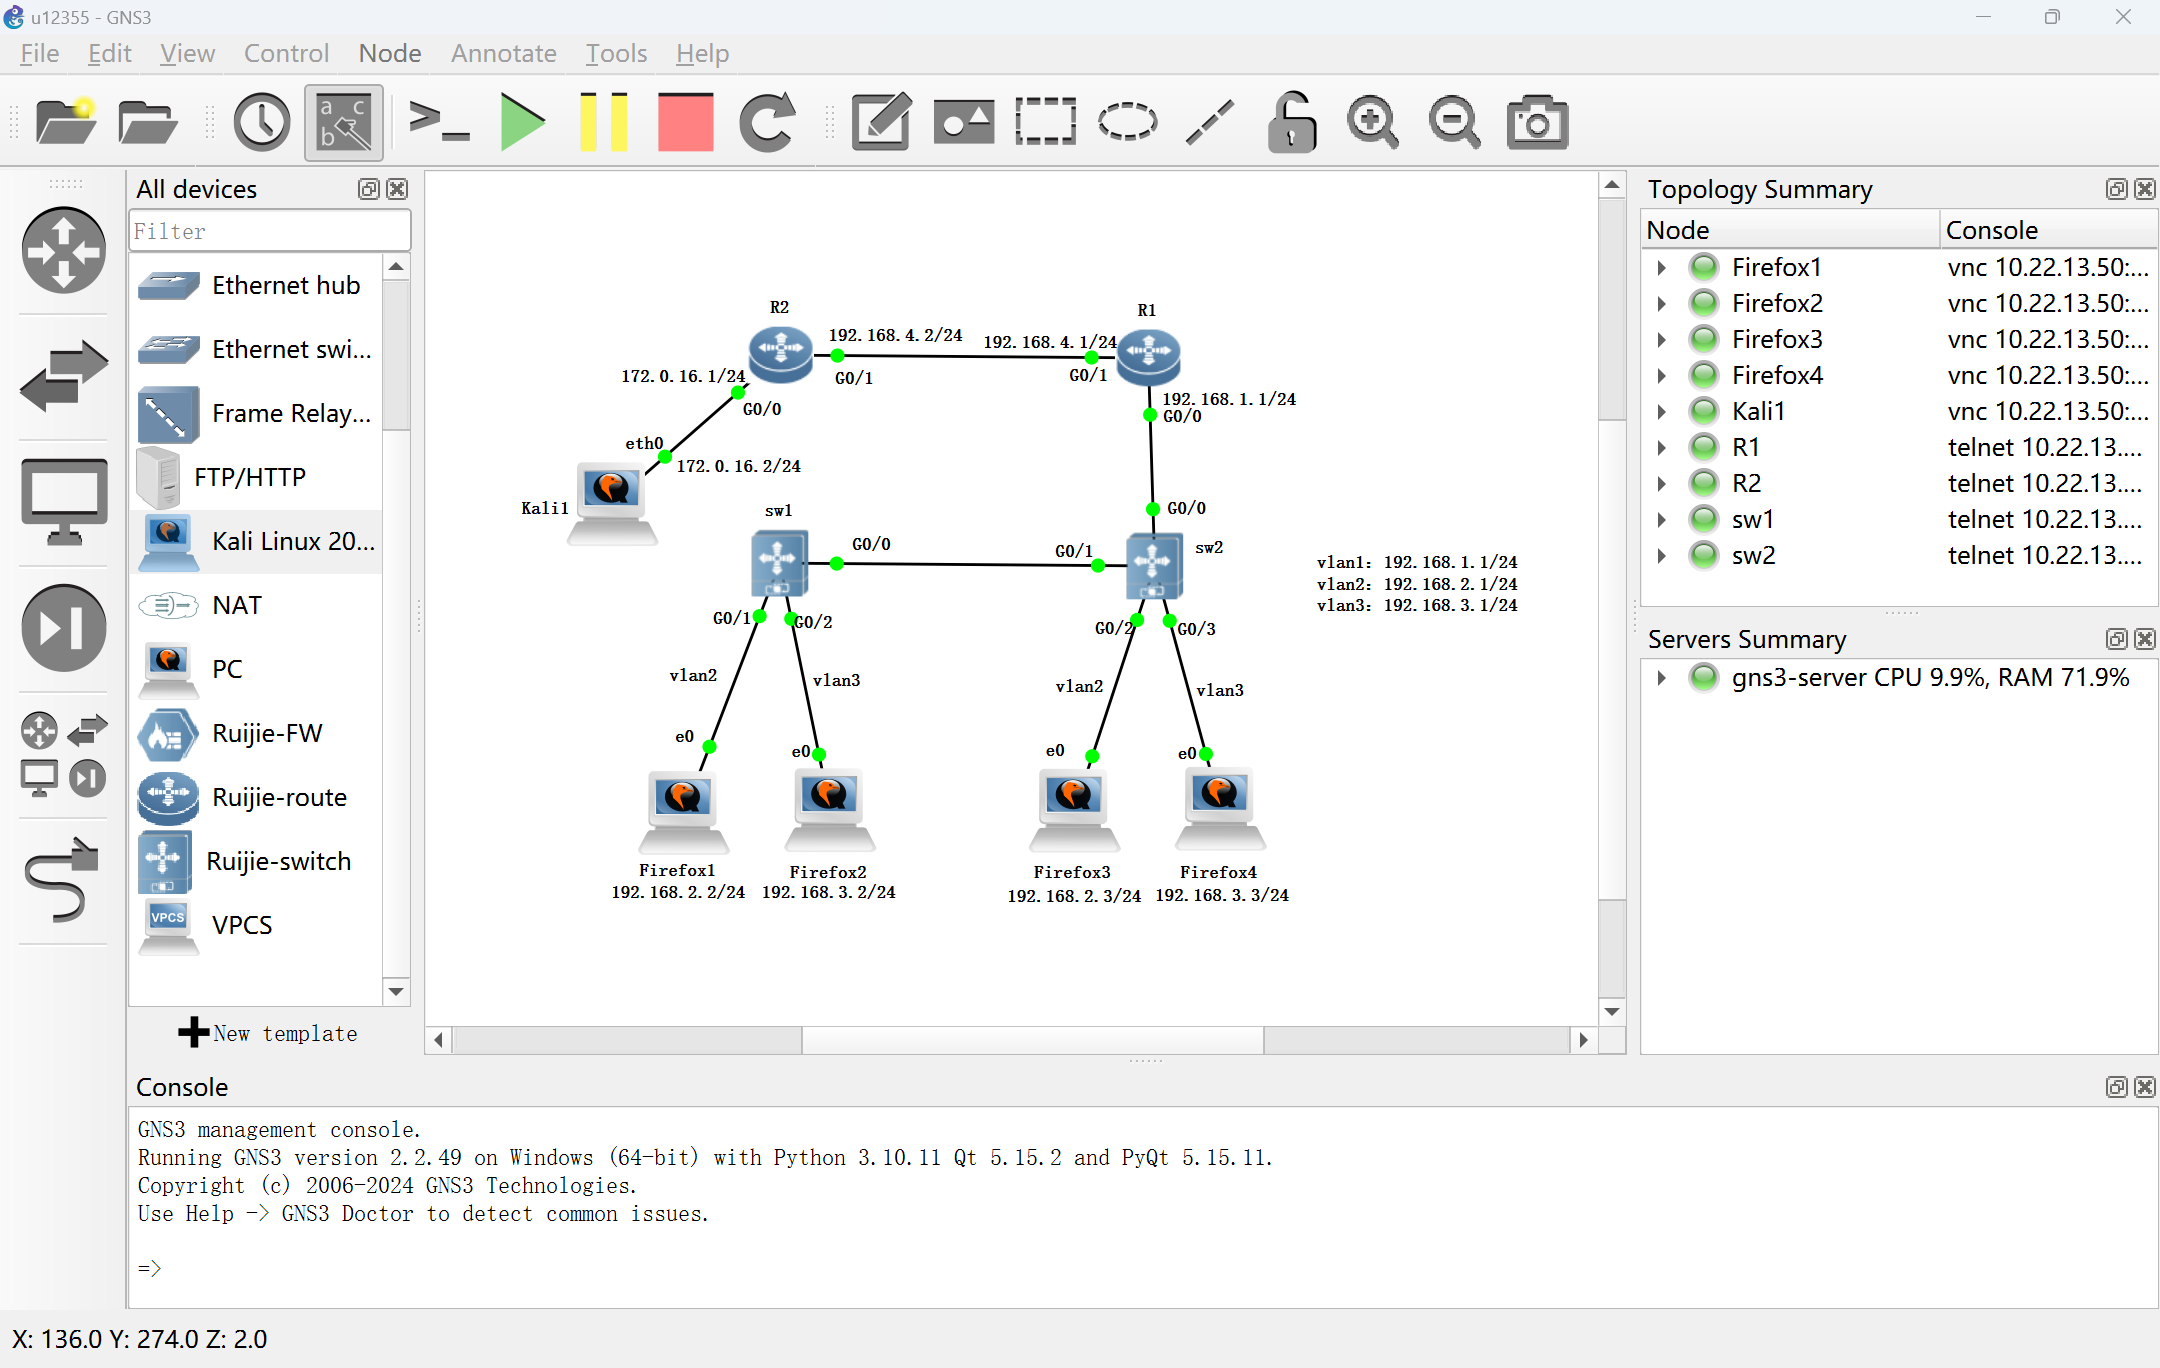 u12355 - GNS3
File Edit View Control Node Annotate Tools Help
a c
b
All devices
Filter
Ethernet hub
Ethernet swi...
Frame Relay...
FTP/HTTP
Kali Linux 20...
NAT
PC
Ruijie-FW
Ruijie-route
Ruijie-switch
VPCS
VPCS
New template
R2
R1
192.168.4.2/24
192.168.4.1/24
172.0.16.1/24
G0/1
G0/1
G0/0
192.168.1.1/24
G0/0
eth0
172.0.16.2/24
Kali1
sw1
G0/0
G0/0
G0/1
sw2
vlan1: 192.168.1.1/24
vlan2: 192.168.2.1/24
vlan3: 192.168.3.1/24
G0/1
G0/2
G0/2
G0/3
vlan2
vlan3
vlan2
vlan3
e0
e0
e0
e0
Firefox1
192.168.2.2/24
Firefox2
192.168.3.2/24
Firefox3
192.168.2.3/24
Firefox4
192.168.3.3/24
Topology Summary
Node Console
Firefox1 vnc 10.22.13.50:...
Firefox2 vnc 10.22.13.50:...
Firefox3 vnc 10.22.13.50:...
Firefox4 vnc 10.22.13.50:...
Kali1 vnc 10.22.13.50:...
R1 telnet 10.22.13....
R2 telnet 10.22.13....
sw1 telnet 10.22.13....
sw2 telnet 10.22.13....
Servers Summary
gns3-server CPU 9.9%, RAM 71.9%
Console
GNS3 management console.
Running GNS3 version 2.2.49 on Windows (64-bit) with Python 3.10.11 Qt 5.15.2 and PyQt 5.15.11.
Copyright (c) 2006-2024 GNS3 Technologies.
Use Help -> GNS3 Doctor to detect common issues.
=>
X: 136.0 Y: 274.0 Z: 2.0